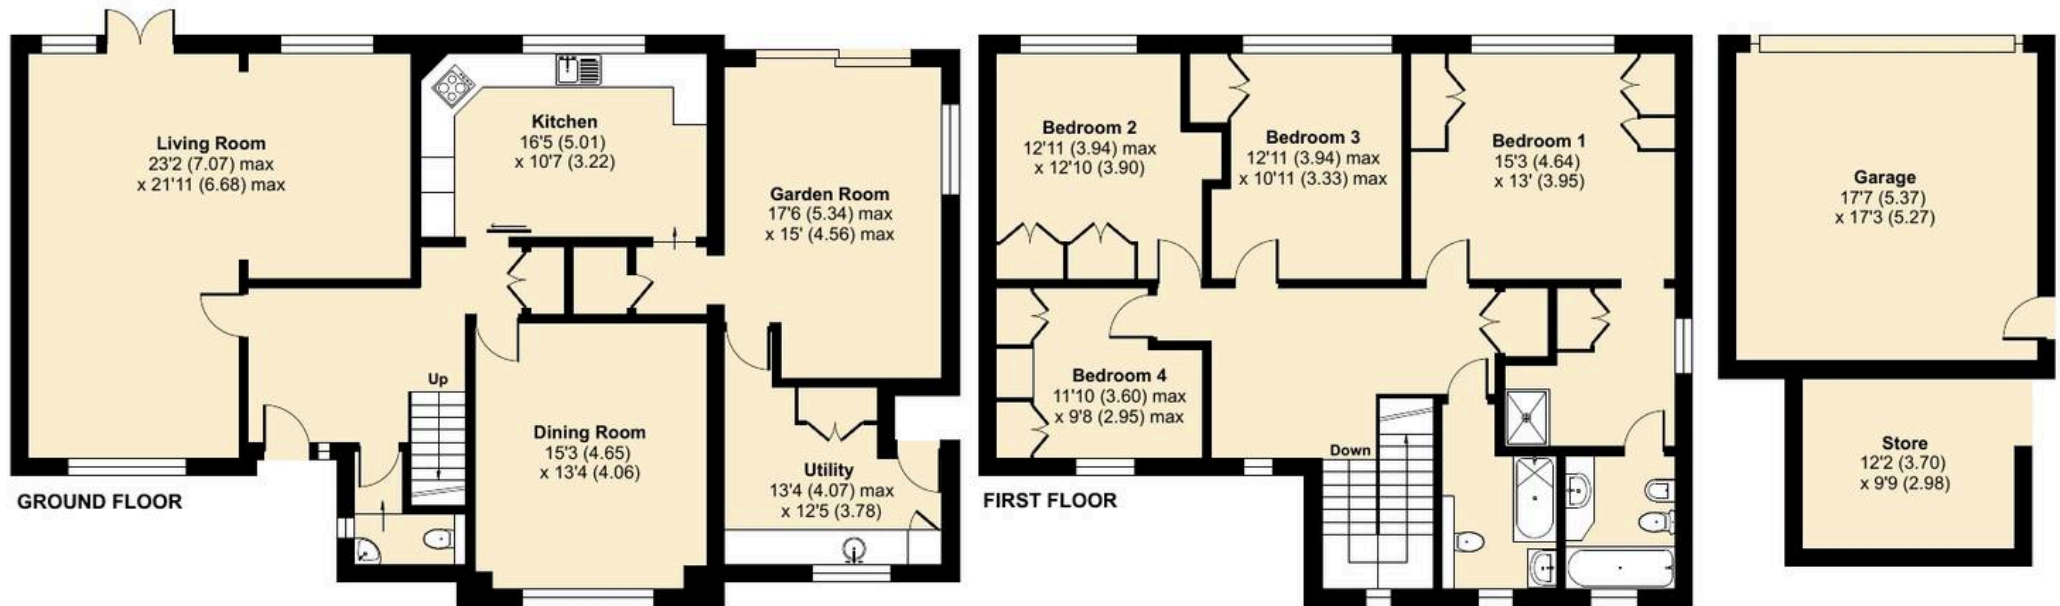 Living Room
23'2 (7.07) max
x 21'11 (6.68) max
Kitchen
16'5 (5.01)
x 10'7 (3.22)
Garden Room
17'6 (5.34) max
x 15' (4.56) max
Up
Dining Room
15'3 (4.65)
x 13'4 (4.06)
Utility
13'4 (4.07) max
x 12'5 (3.78)
GROUND FLOOR
Bedroom 2
12'11 (3.94) max
x 12'10 (3.90)
Bedroom 3
12'11 (3.94) max
x 10'11 (3.33) max
Bedroom 1
15'3 (4.64)
x 13' (3.95)
Bedroom 4
11'10 (3.60) max
x 9'8 (2.95) max
Down
FIRST FLOOR
Garage
17'7 (5.37)
x 17'3 (5.27)
Store
12'2 (3.70)
x 9'9 (2.98)